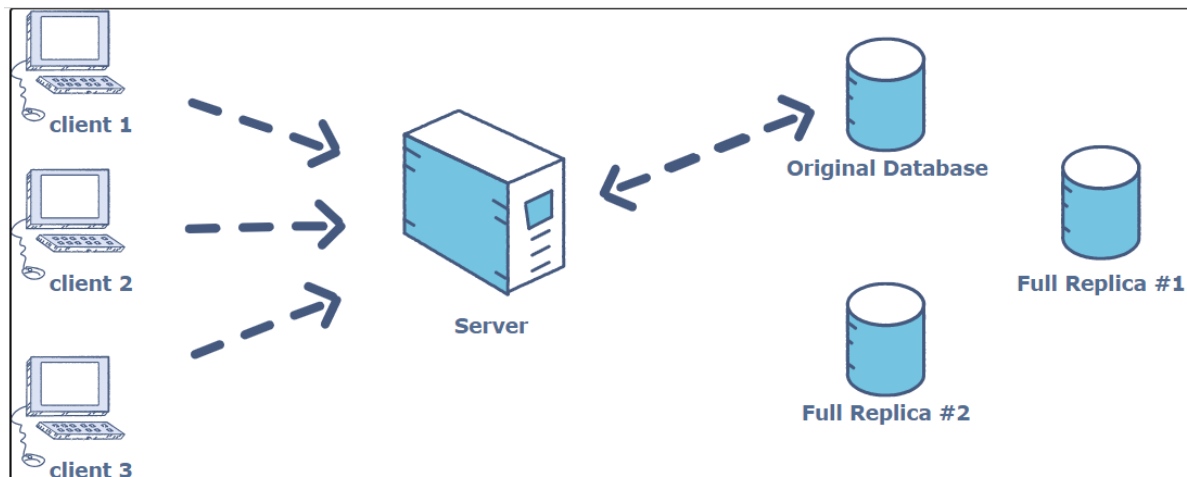 client 1
client 2
client 3
Server
Original Database
Full Replica #1
Full Replica #2